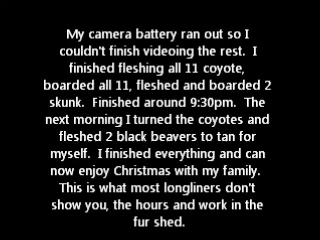 My camera battery ran out so I
couldn't finish videoing the rest.  I
finished fleshing all 11 coyote,
boarded all 11, fleshed and boarded 2
skunk.  Finished around 9:30pm.  The
next morning I turned the coyotes and
fleshed 2 black beavers to tan for
myself.  I finished everything and can
now enjoy Christmas with my family.
This is what most longliners don't
show you, the hours and work in the
fur shed.